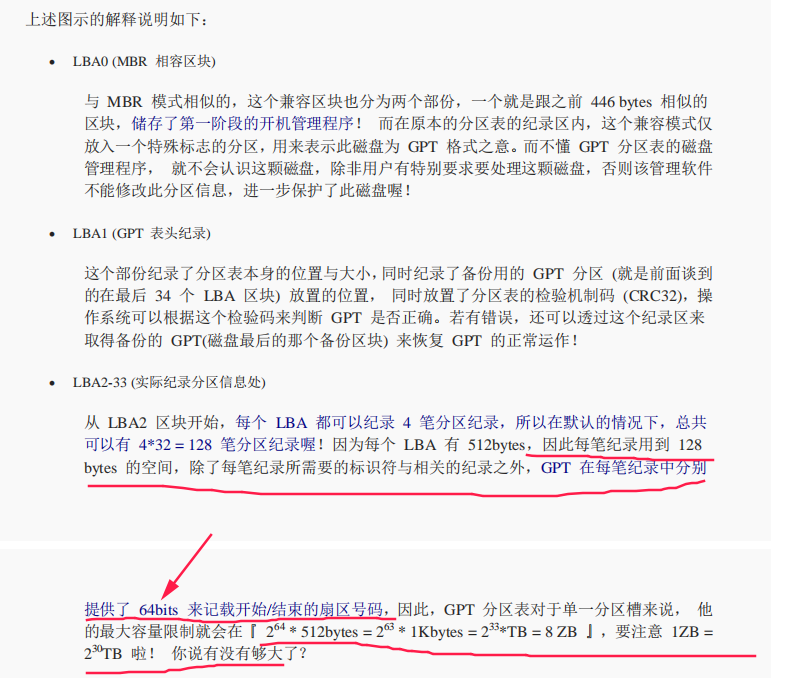 上述图示的解释说明如下：
• LBA0 (MBR 相容区块)
与 MBR 模式相似的，这个兼容区块也分为两个部份，一个就是跟之前 446 bytes 相似的
区块，储存了第一阶段的开机管理程序！ 而在原本的分区表的纪录区内，这个兼容模式仅
放入一个特殊标志的分区，用来表示此磁盘为 GPT 格式之意。而不懂 GPT 分区表的磁盘
管理程序， 就不会认识这颗磁盘，除非用户有特别要求要处理这颗磁盘，否则该管理软件
不能修改此分区信息，进一步保护了此磁盘喔！
• LBA1 (GPT 表头纪录)
这个部份纪录了分区表本身的位置与大小，同时纪录了备份用的 GPT 分区 (就是前面谈到
的在最后 34 个 LBA 区块) 放置的位置， 同时放置了分区表的检验机制码 (CRC32)，操
作系统可以根据这个检验码来判断 GPT 是否正确。若有错误，还可以透过这个纪录区来
取得备份的 GPT(磁盘最后的那个备份区块) 来恢复 GPT 的正常运作！
• LBA2-33 (实际纪录分区信息处)
从 LBA2 区块开始，每个 LBA 都可以纪录 4 笔分区纪录，所以在默认的情况下，总共
可以有 4*32 = 128 笔分区纪录喔！因为每个 LBA 有 512bytes，因此每笔纪录用到 128
bytes 的空间，除了每笔纪录所需要的标识符与相关的纪录之外，GPT 在每笔纪录中分别
提供了 64bits 来记载开始/结束的扇区号码，因此，GPT 分区表对于单一分区槽来说， 他
的最大容量限制就会在『 2⁶⁴ * 512bytes = 2⁶³ * 1Kbytes = 2³³*TB = 8 ZB 』，要注意 1ZB =
2³⁰TB 啦！ 你说有没有够大了？